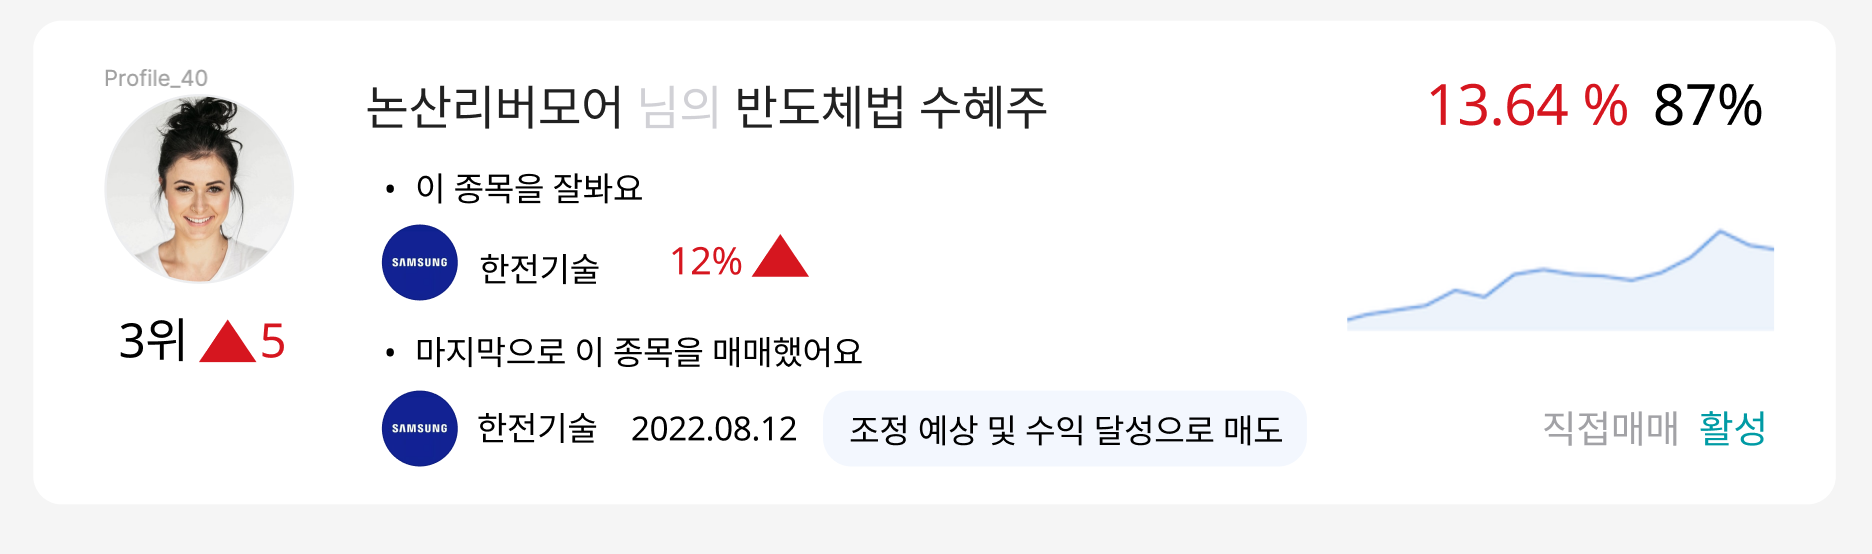 Profile_40
논산리버모어 님의 반도체법 수혜주
13.64 % 87%
• 이 종목을 잘봐요
SAMSUNG 한전기술 12% ▲
3위 ▲5
• 마지막으로 이 종목을 매매했어요
SAMSUNG 한전기술 2022.08.12 조정 예상 및 수익 달성으로 매도
직접매매 활성